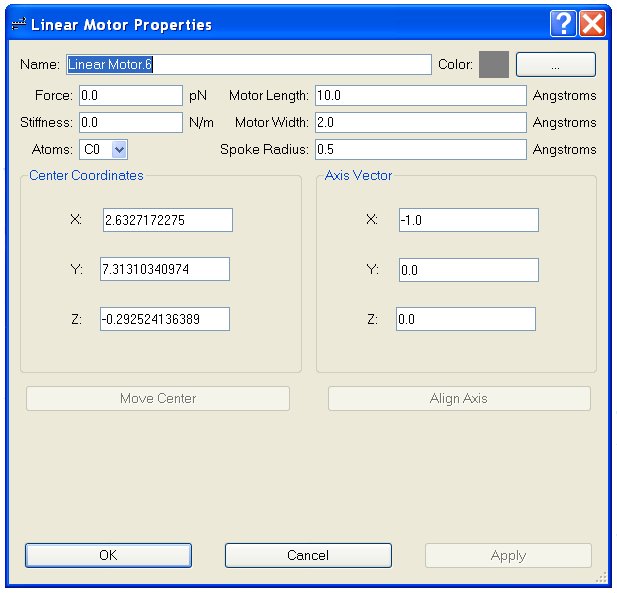 Linear Motor Properties
Name: Linear Motor.6 Color: ...
Force: 0.0 pN Motor Length: 10.0 Angstroms
Stiffness: 0.0 N/m Motor Width: 2.0 Angstroms
Atoms: C0 Spoke Radius: 0.5 Angstroms
Center Coordinates Axis Vector
X: 2.6327172275 X: -1.0
Y: 7.31310340974 Y: 0.0
Z: -0.292524136389 Z: 0.0
Move Center Align Axis
OK Cancel Apply